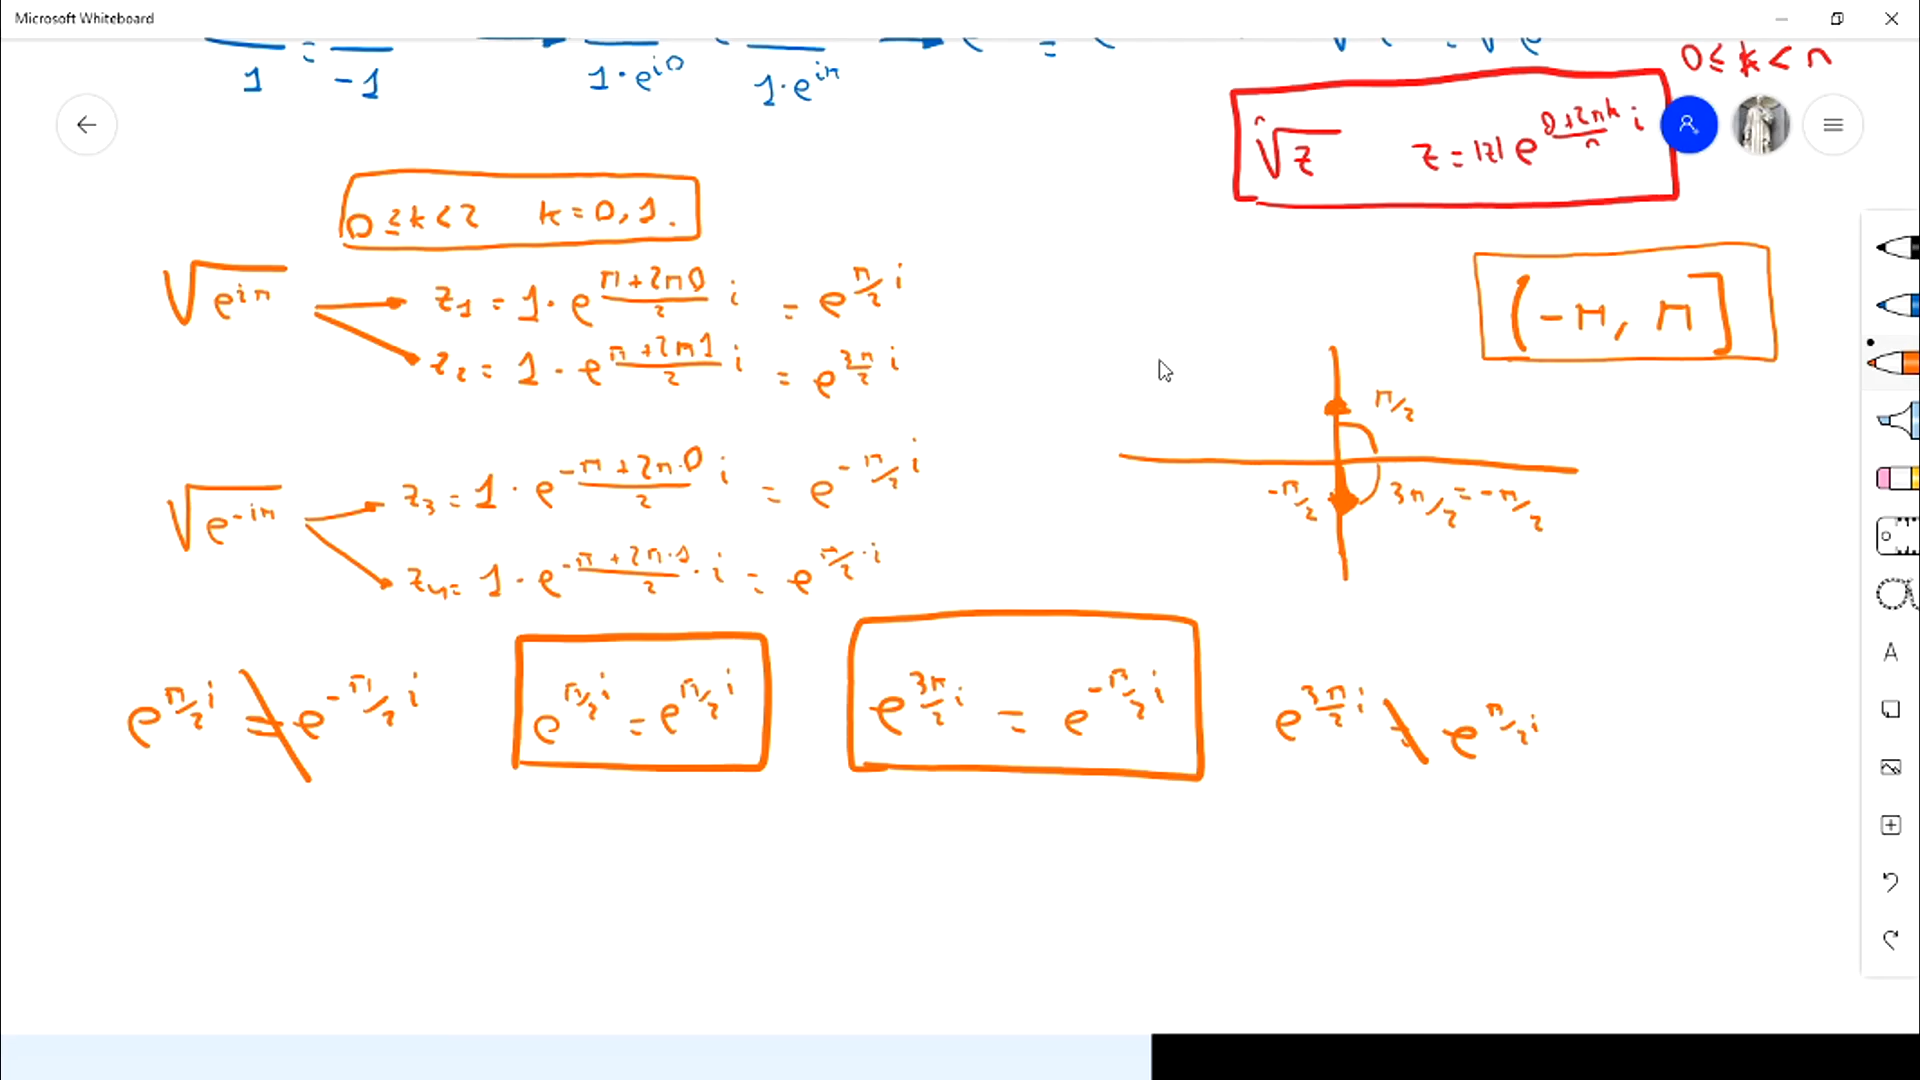 Microsoft Whiteboard
1 = -1 1·e^{i0} 1·e^{iπ}
0 ≤ k < n
ⁿ√z z = |z| e^{(θ+2πk)/n i}
0 ≤ k < 2 k = 0, 1.
√e^{iπ} z1 = 1· e^{(π+2π0)/2 i} = e^{π/2 i}
z2 = 1· e^{(π+2π1)/2 i} = e^{3π/2 i}
(-π, π]
π/2
-π/2 3π/2 = -π/2
√e^{-iπ} z3 = 1· e^{(-π+2π·0)/2 i} = e^{-π/2 i}
z4 = 1· e^{(-π+2π·1)/2 · i} = e^{π/2 · i}
e^{π/2 i} ≠ e^{-π/2 i} e^{π/2 i} = e^{π/2 i} e^{3π/2 i} = e^{-π/2 i} e^{3π/2 i} ≠ e^{π/2 i}
A